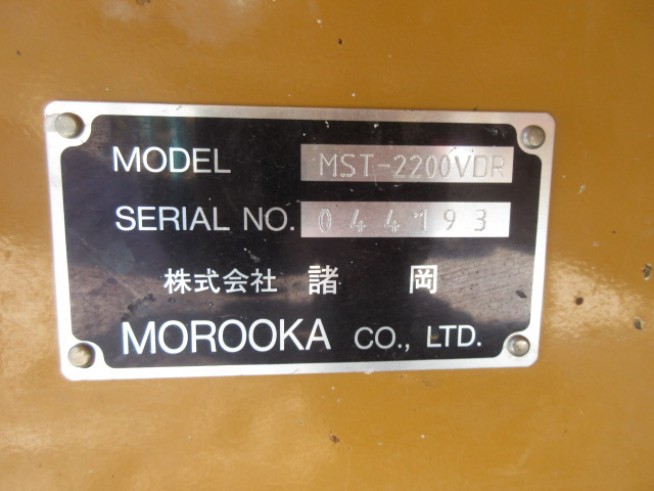 MODEL MST-2200VDR
SERIAL NO. 044193
株式会社 諸岡
MOROOKA CO., LTD.